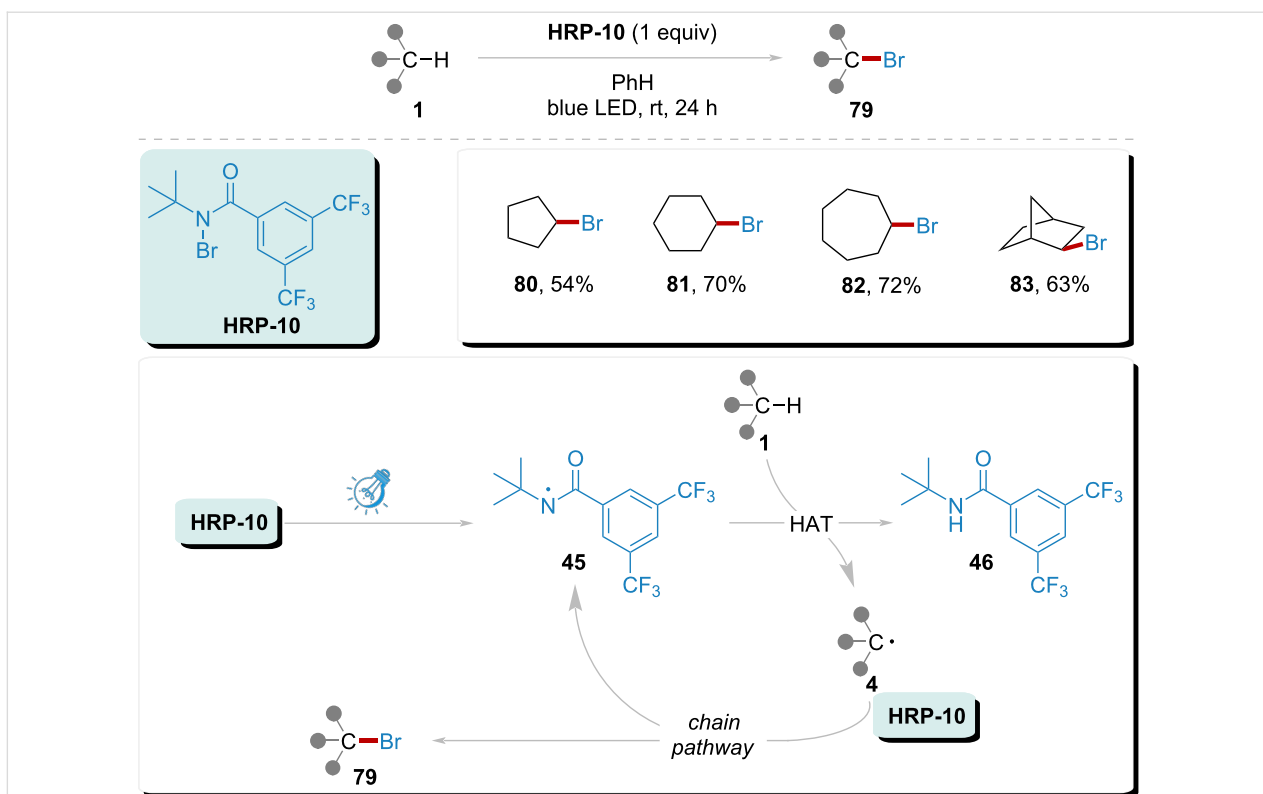 C–H
HRP-10 (1 equiv)
PhH
blue LED, rt, 24 h
C Br
1
79
O
N
Br
CF3
CF3
HRP-10
Br
80, 54%
Br
81, 70%
Br
82, 72%
Br
83, 63%
C–H
1
HRP-10
O
N·
CF3
CF3
45
HAT
O
N
H
CF3
CF3
46
C·
4
HRP-10
chain
pathway
C Br
79